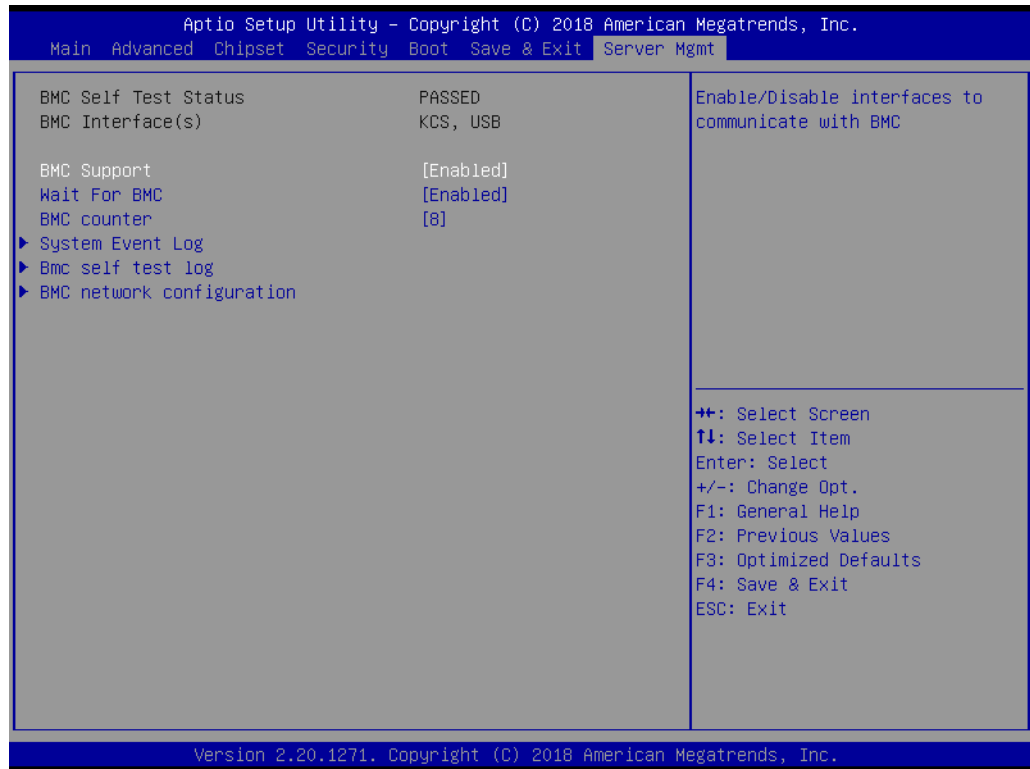 Aptio Setup Utility – Copyright (C) 2018 American Megatrends, Inc.
Main Advanced Chipset Security Boot Save & Exit Server Mgmt
BMC Self Test Status PASSED
BMC Interface(s) KCS, USB
BMC Support [Enabled]
Wait For BMC [Enabled]
BMC counter [8]
System Event Log
Bmc self test log
BMC network configuration
Enable/Disable interfaces to
communicate with BMC
→←: Select Screen
↑↓: Select Item
Enter: Select
+/-: Change Opt.
F1: General Help
F2: Previous Values
F3: Optimized Defaults
F4: Save & Exit
ESC: Exit
Version 2.20.1271. Copyright (C) 2018 American Megatrends, Inc.